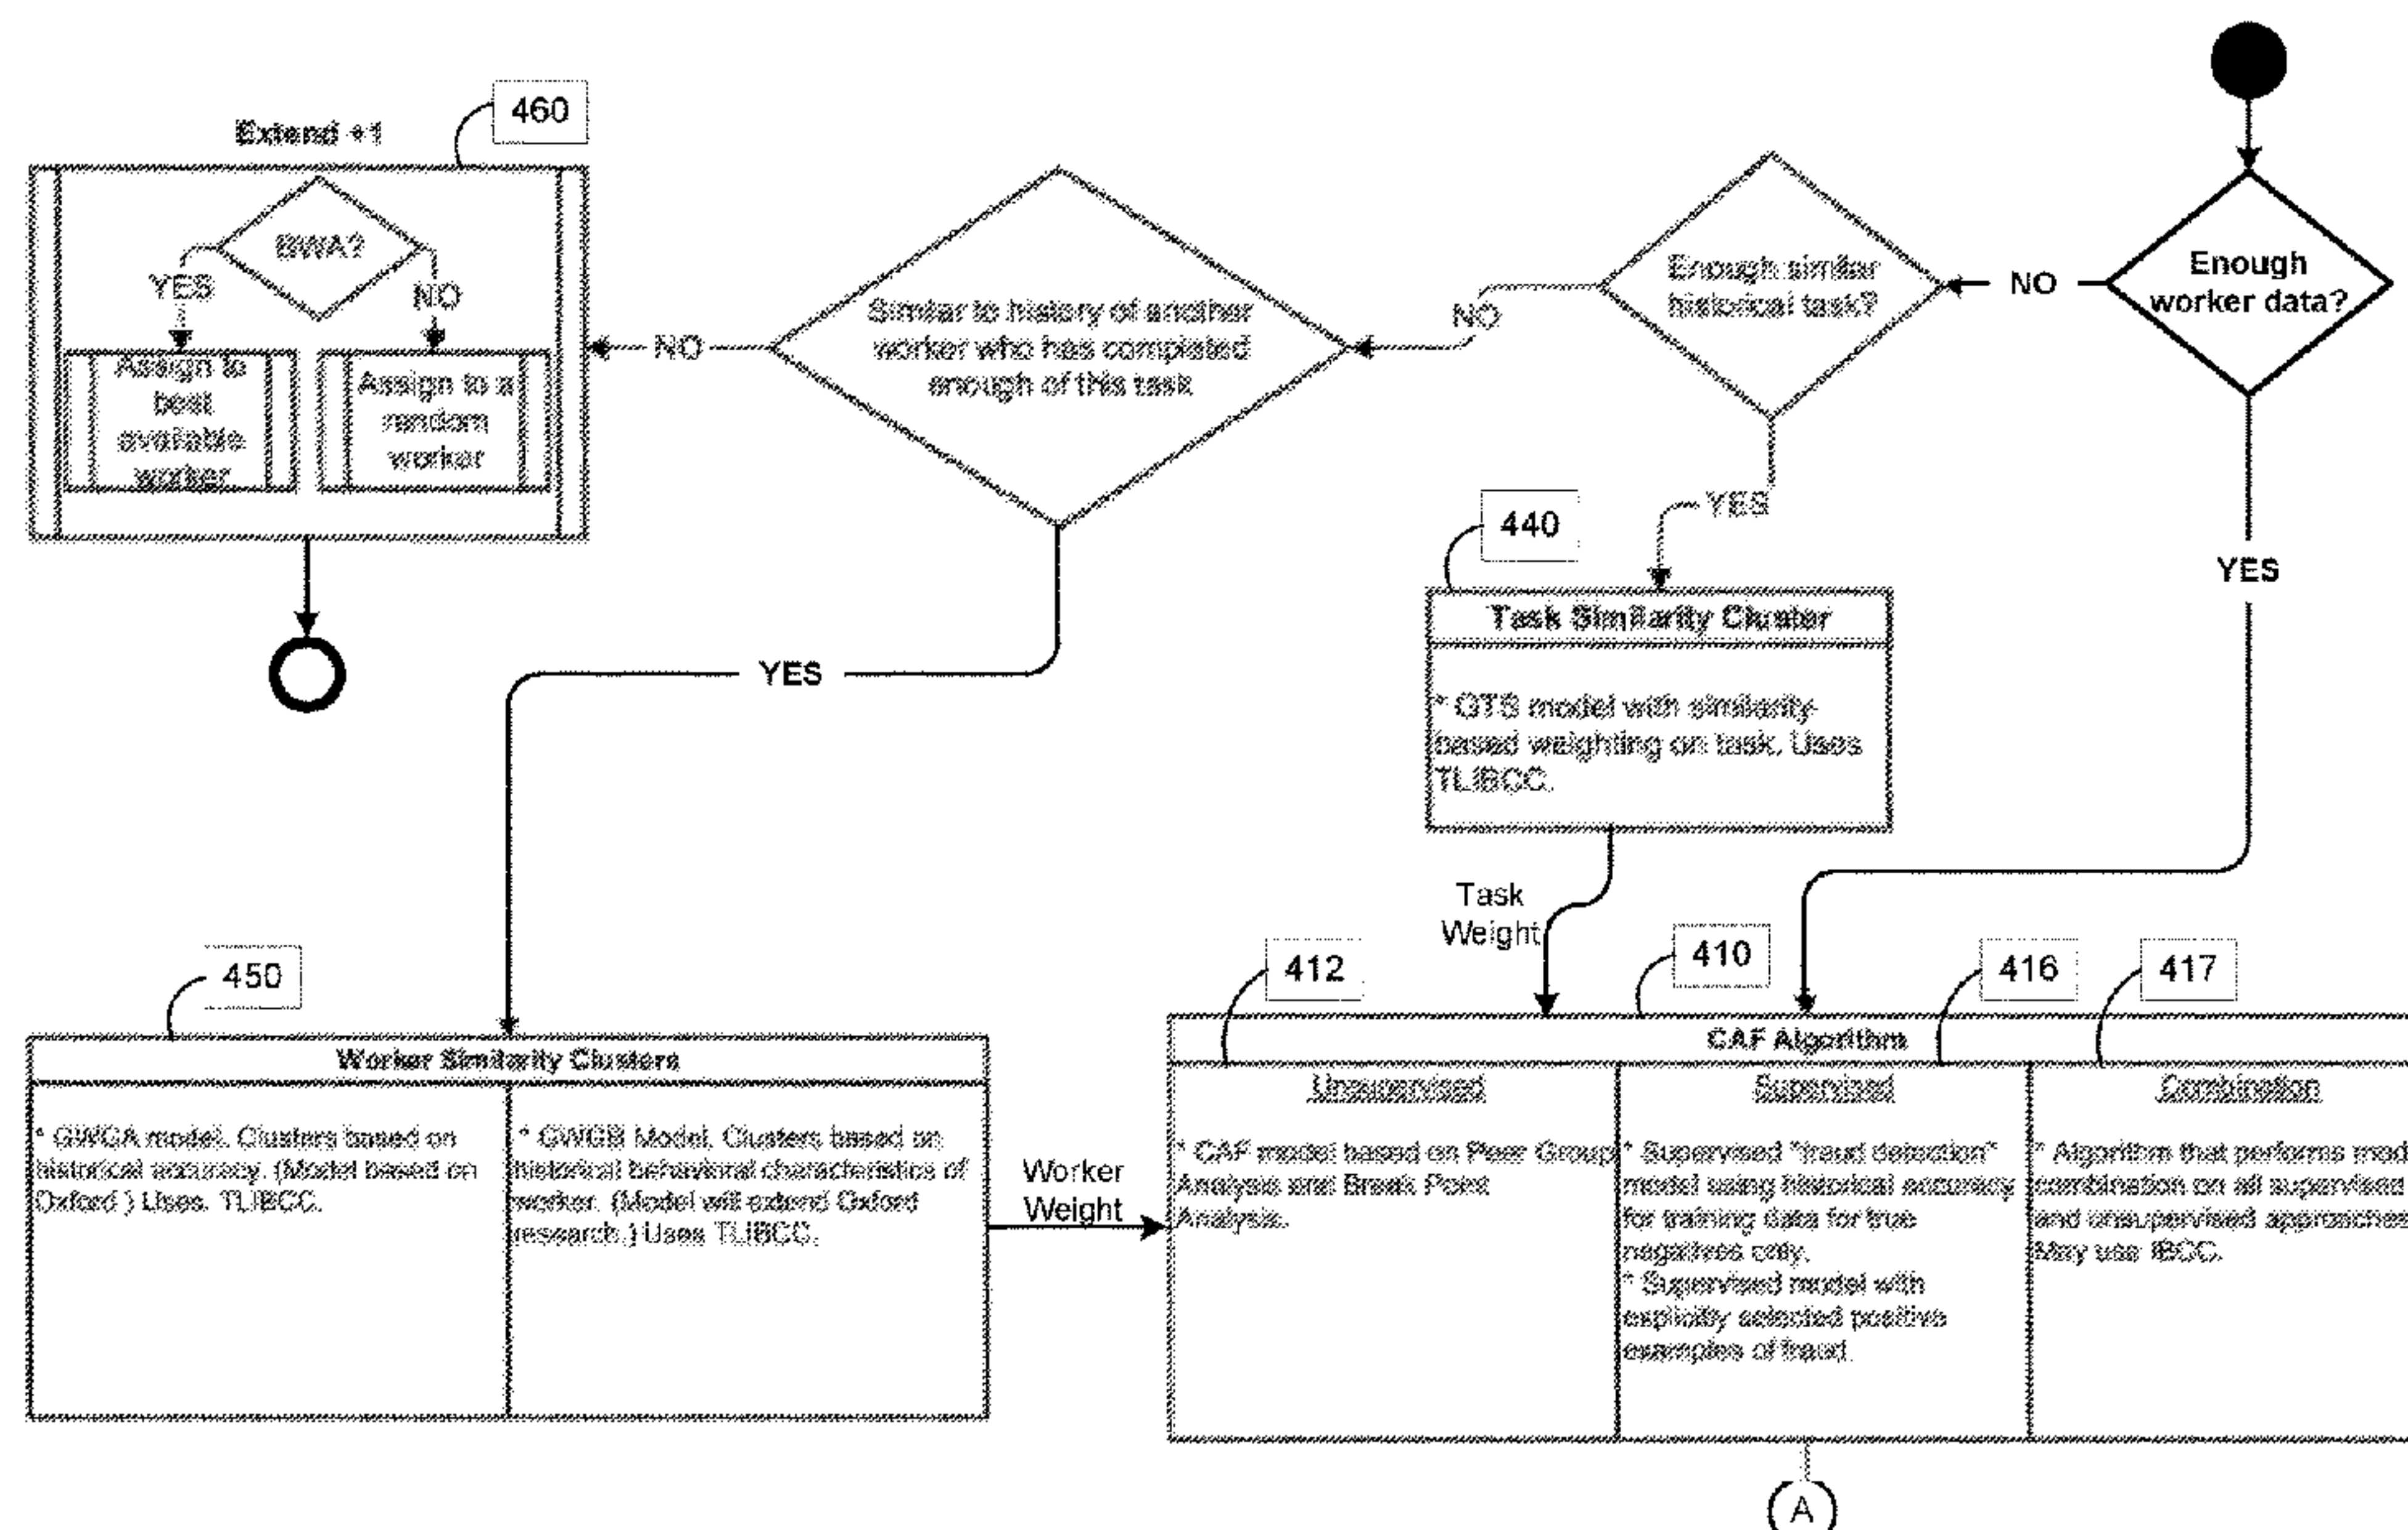 460
Extend +1
BWA?
YES
NO
Assign to
best
available
worker
Assign to a
random
worker
NO
Similar to history of another
worker who has completed
enough of this task
NO
Enough similar
historical task?
NO
Enough
worker data?
YES
YES
440
Task Similarity Cluster
* GTS model with similarity-
based weighting on task. Uses
TLIBCC.
YES
Task
Weight
450
Worker Similarity Clusters
* GWGA model. Clusters based on
historical accuracy. (Model based on
Oxford ) Uses. TLIBCC.
* GWGB Model. Clusters based on
historical behavioral characteristics of
worker. (Model will extend Oxford
research.) Uses TLIBCC.
Worker
Weight
412
410
416
417
CAF Algorithm
Unsupervised
* CAF model based on Peer Group
Analysis and Break Point
Analysis.
Supervised
* Supervised "fraud detection"
model using historical accuracy
for training data for true
negatives only.
* Supervised model with
explicitly selected positive
examples of fraud.
Combination
* Algorithm that performs
combination on all supervised
and unsupervised approaches
May use IBCC.
A